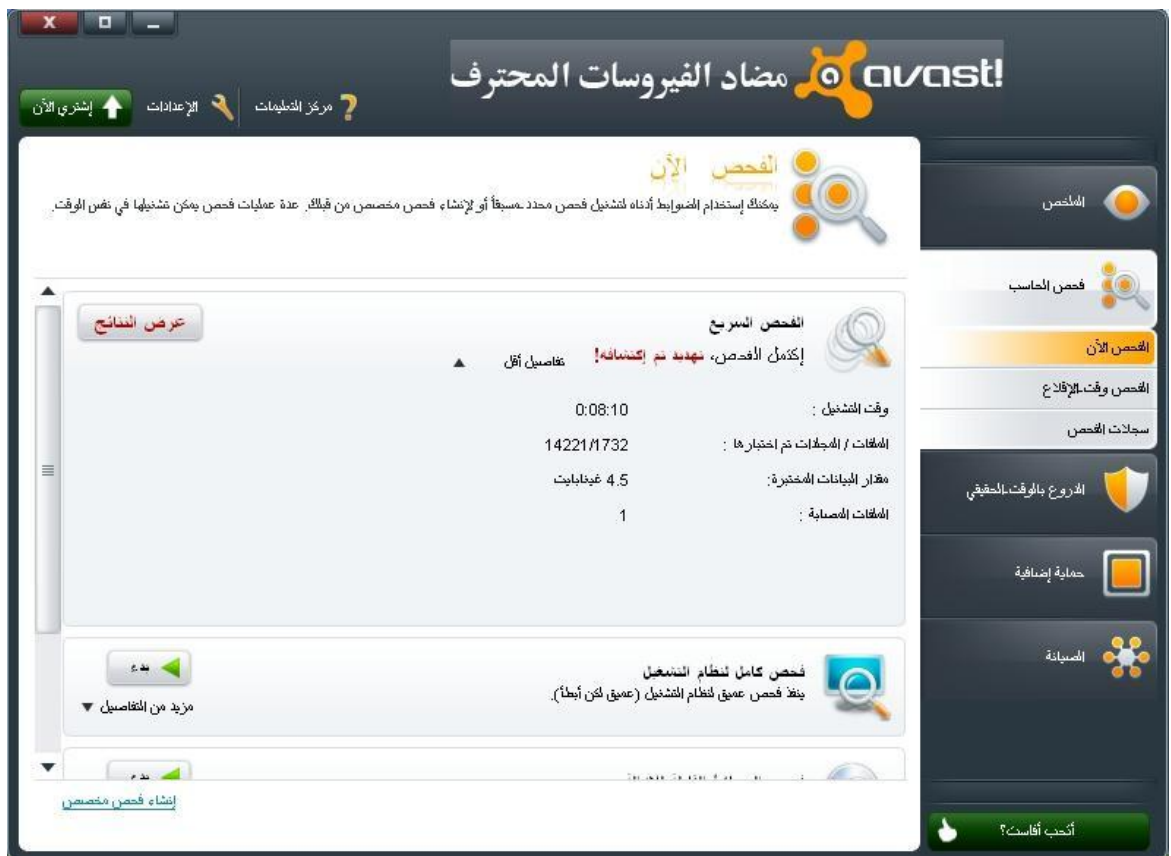 avast! مضاد الفيروسات المحترف
مركز التعليمات
الإعدادات
إشتري الآن
الملخص
فحص الحاسب
الفحص الآن
الفحص وقت الإقلاع
سجلات الفحص
الدروع بالوقت الحقيقي
حماية إضافية
الصيانة
أتحب أفاست؟
الفحص الآن
يمكنك إستخدام الضوابط أدناه لتشغيل فحص محدد مسبقاً أو لإنشاء فحص مخصص من قبلك. عدة عمليات فحص يمكن تشغيلها في نفس الوقت.
الفحص السريع
عرض النتائج
إكتمل الفحص، تهديد تم إكتشافه!
تفاصيل أقل
وقت التشغيل : 0:08:10
الملفات / المجلدات تم اختبارها : 14221/1732
مقدار البيانات المختبرة: 4.5 غيغابايت
الملفات المصابة : 1
فحص كامل لنظام التشغيل
بدء
ينفذ فحص عميق لنظام التشغيل (عميق لكن أبطأ).
مزيد من التفاصيل
إنشاء فحص مخصص